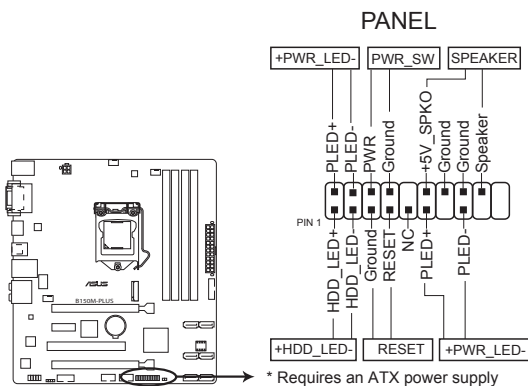 PANEL
+PWR_LED-
PWR_SW
SPEAKER
PLED+
PLED-
PWR
Ground
+5V_SPKO
Ground
Ground
Speaker
PIN 1
HDD_LED+
HDD_LED-
Ground
RESET
NC
PLED+
PLED-
+HDD_LED-
RESET
+PWR_LED-
* Requires an ATX power supply
ASUS
B150M-PLUS